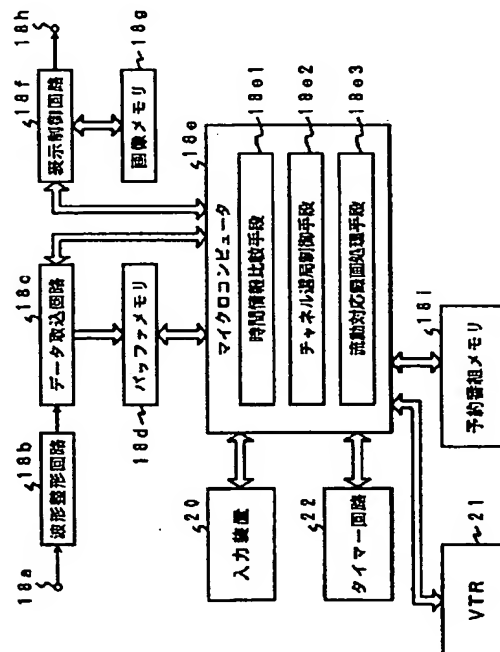 18a
18b
波形整形回路
18c
データ取込回路
18f
表示制御回路
18h
18d
バッファメモリ
画像メモリ
18g
18e
マイクロコンピュータ
時間情報比較手段
18e1
チャネル選局制御手段
18e2
流動対応録画処理手段
18e3
20
入力装置
22
タイマー回路
VTR
21
予約番組メモリ
18i